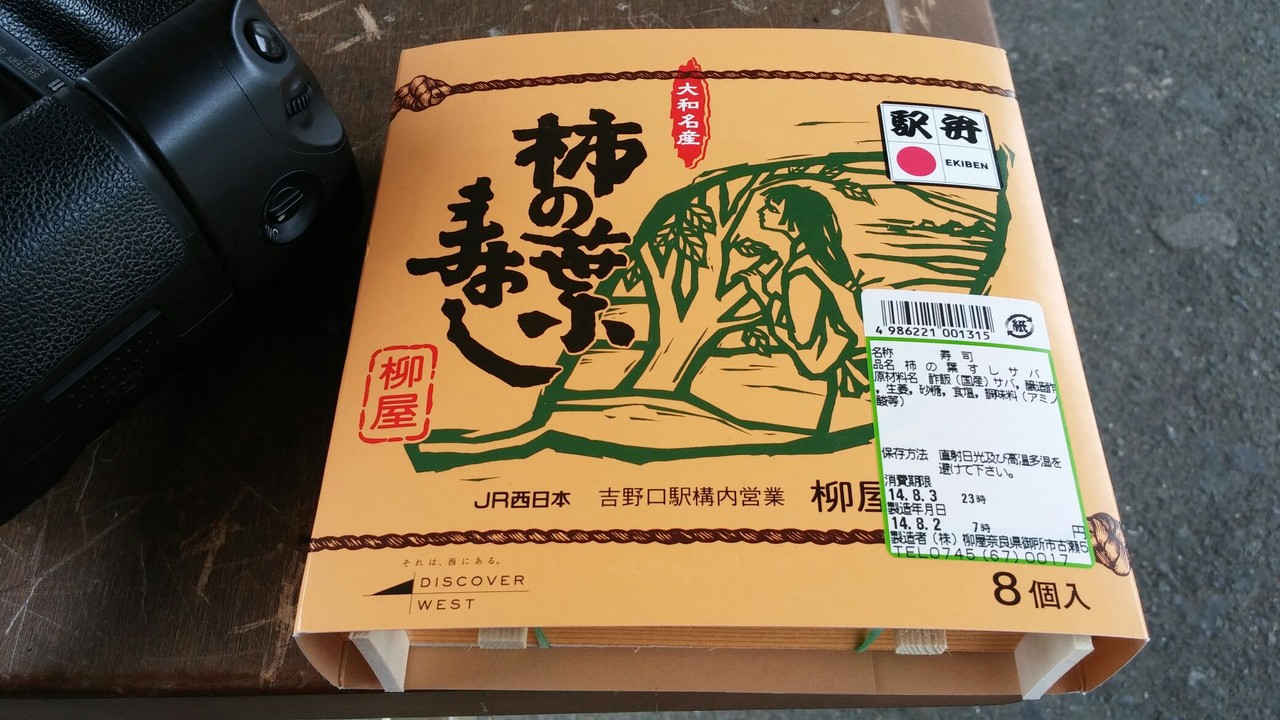 大和名産
柿の葉
寿し
柳屋
駅弁
EKIBEN
4 986221 001315
紙
名称 寿司
品名 柿の葉すしサバ
原材料名 酢飯(国産)サバ,醸造酢
,生姜,砂糖,食塩,調味料(アミノ
酸等)
保存方法 直射日光及び高温多湿を
避けて下さい。
消費期限
14.8.3 23時
製造年月日
14.8.2 7時
円
製造者(株)柳屋奈良県御所市古瀬5
TEL0745(67)0017
JR西日本 吉野口駅構内営業 柳屋
それは、西にある。
DISCOVER
WEST
8個入